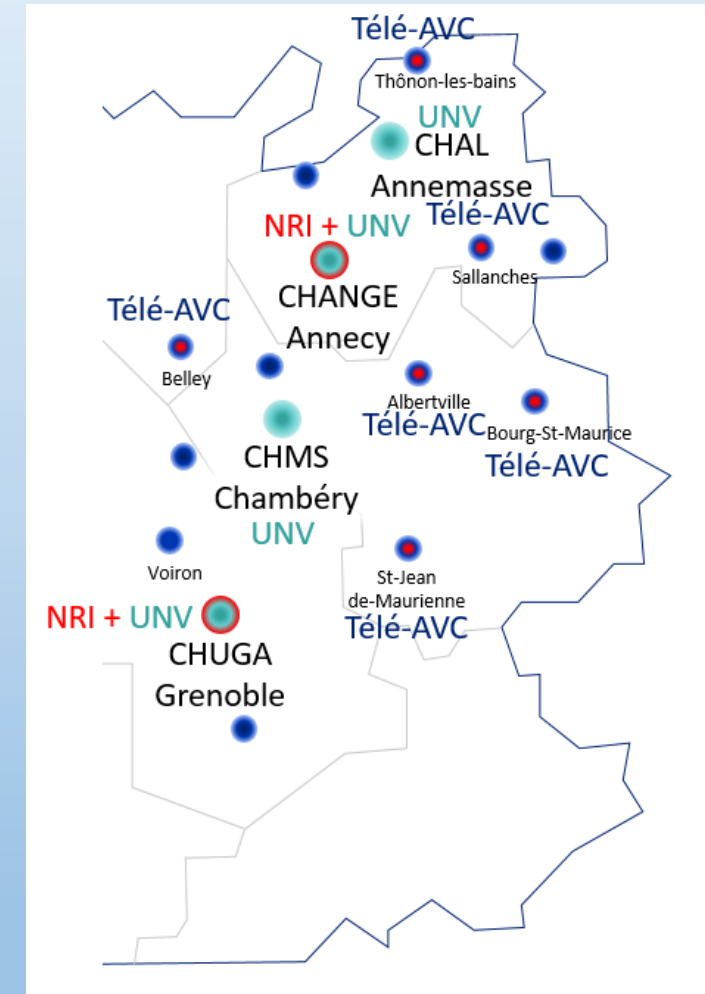 Télé-AVC
Thônon-les-bains
UNV
CHAL
Annemasse
Télé-AVC
Sallanches
NRI + UNV
CHANGE
Annecy
Télé-AVC
Belley
Albertville
Télé-AVC
Bourg-St-Maurice
Télé-AVC
CHMS
Chambéry
UNV
Voiron
St-Jean
de-Maurienne
Télé-AVC
NRI + UNV
CHUGA
Grenoble